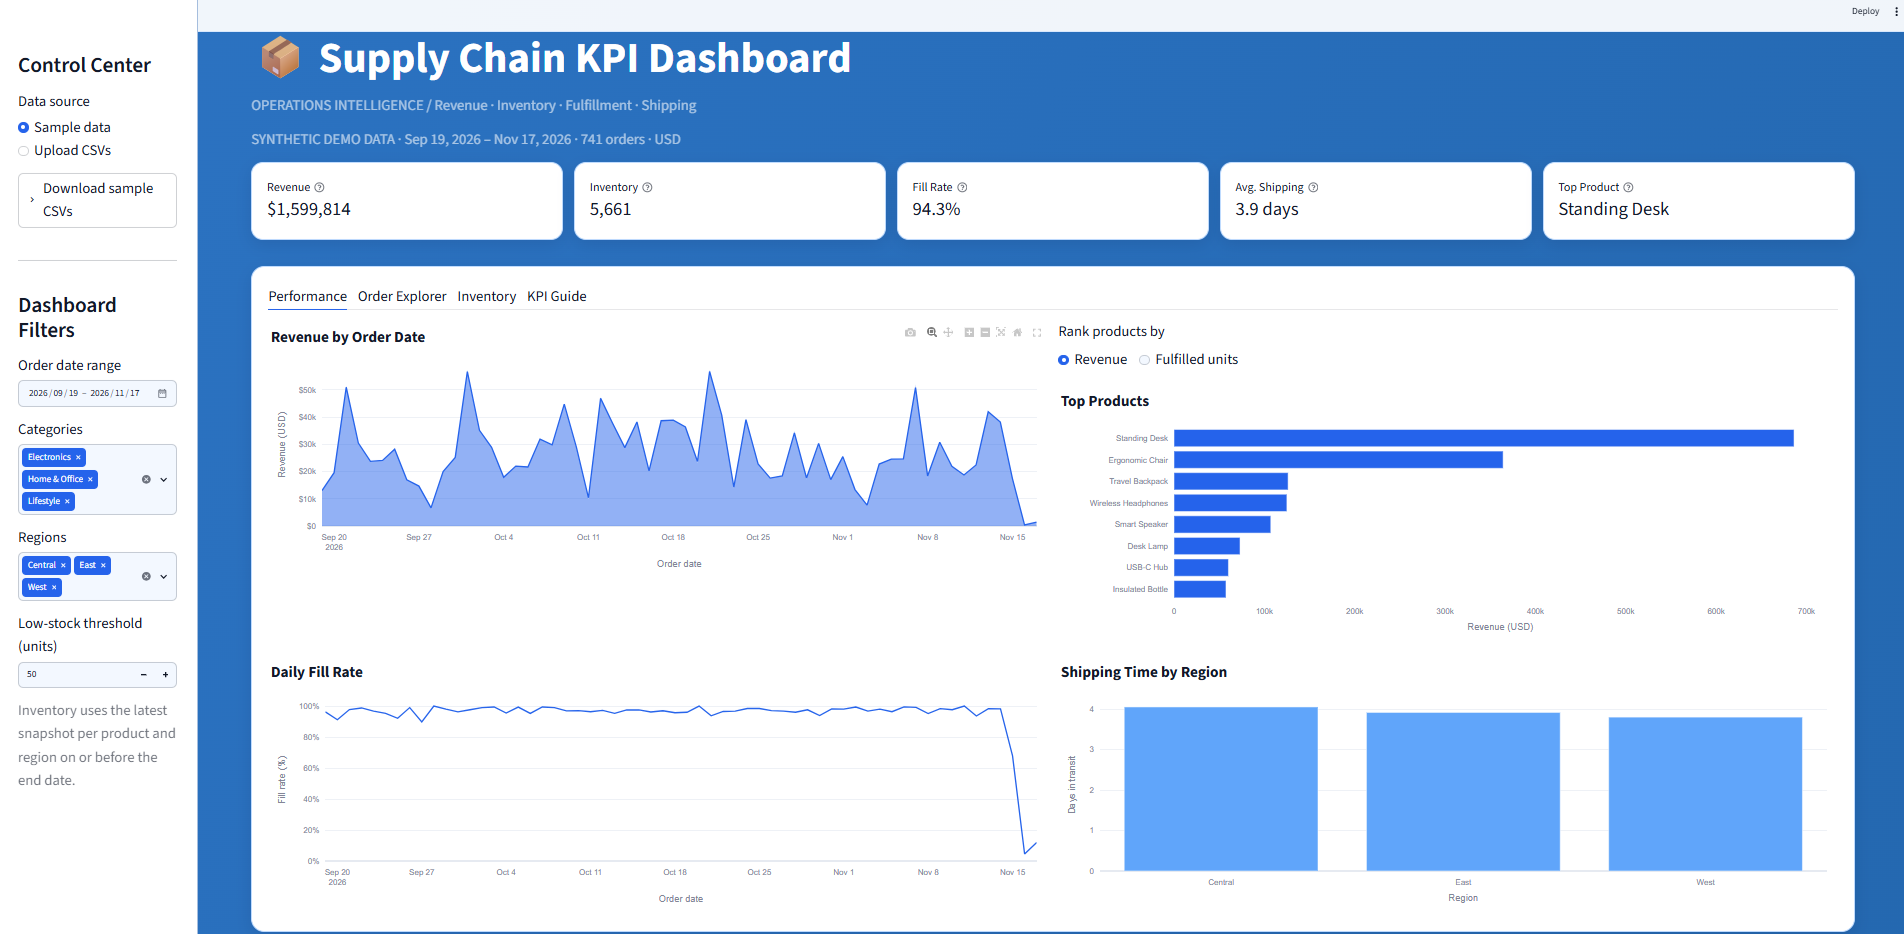 Deploy
Control Center
Data source
Sample data
Upload CSVs
Download sample
CSVs
Dashboard
Filters
Order date range
2026/09/19 – 2026/11/17
Categories
Electronics ×
Home & Office ×
Lifestyle ×
Regions
Central × East ×
West ×
Low-stock threshold
(units)
50
Inventory uses the latest
snapshot per product and
region on or before the
end date.
Supply Chain KPI Dashboard
OPERATIONS INTELLIGENCE / Revenue · Inventory · Fulfillment · Shipping
SYNTHETIC DEMO DATA · Sep 19, 2026 – Nov 17, 2026 · 741 orders · USD
Revenue
$1,599,814
Inventory
5,661
Fill Rate
94.3%
Avg. Shipping
3.9 days
Top Product
Standing Desk
Performance Order Explorer Inventory KPI Guide
Revenue by Order Date
Revenue (USD)
$50k
$40k
$30k
$20k
$10k
$0
Sep 20 Sep 27 Oct 4 Oct 11 Oct 18 Oct 25 Nov 1 Nov 8 Nov 15
2026
Order date
Rank products by
Revenue Fulfilled units
Top Products
Standing Desk
Ergonomic Chair
Travel Backpack
Wireless Headphones
Smart Speaker
Desk Lamp
USB-C Hub
Insulated Bottle
0 100k 200k 300k 400k 500k 600k 700k
Revenue (USD)
Daily Fill Rate
Fill rate (%)
100%
80%
60%
40%
20%
0%
Sep 20 Sep 27 Oct 4 Oct 11 Oct 18 Oct 25 Nov 1 Nov 8 Nov 15
2026
Order date
Shipping Time by Region
Days in transit
4
3
2
1
0
Central East West
Region